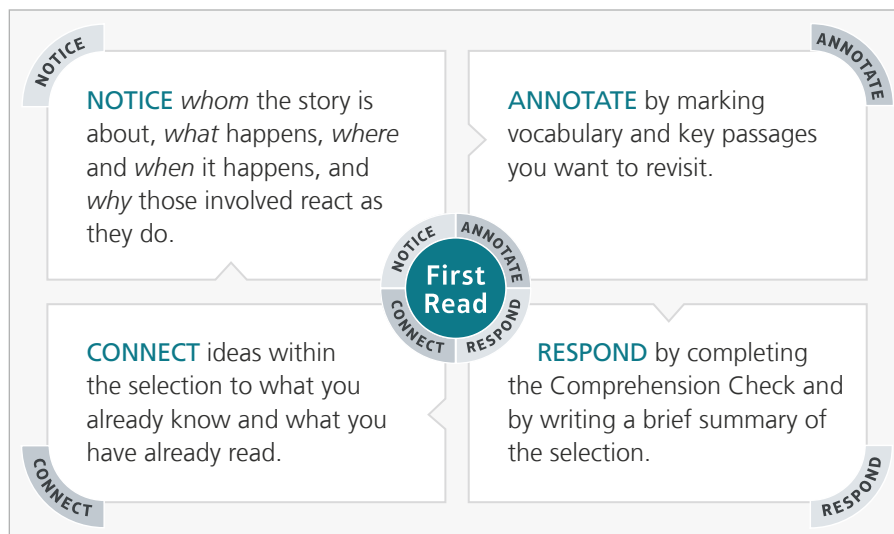 NOTICE
NOTICE whom the story is
about, what happens, where
and when it happens, and
why those involved react as
they do.
ANNOTATE
ANNOTATE by marking
vocabulary and key passages
you want to revisit.
NOTICE
ANNOTATE
First
Read
CONNECT
RESPOND
CONNECT ideas within
the selection to what you
already know and what you
have already read.
CONNECT
RESPOND by completing
the Comprehension Check and
by writing a brief summary of
the selection.
RESPOND